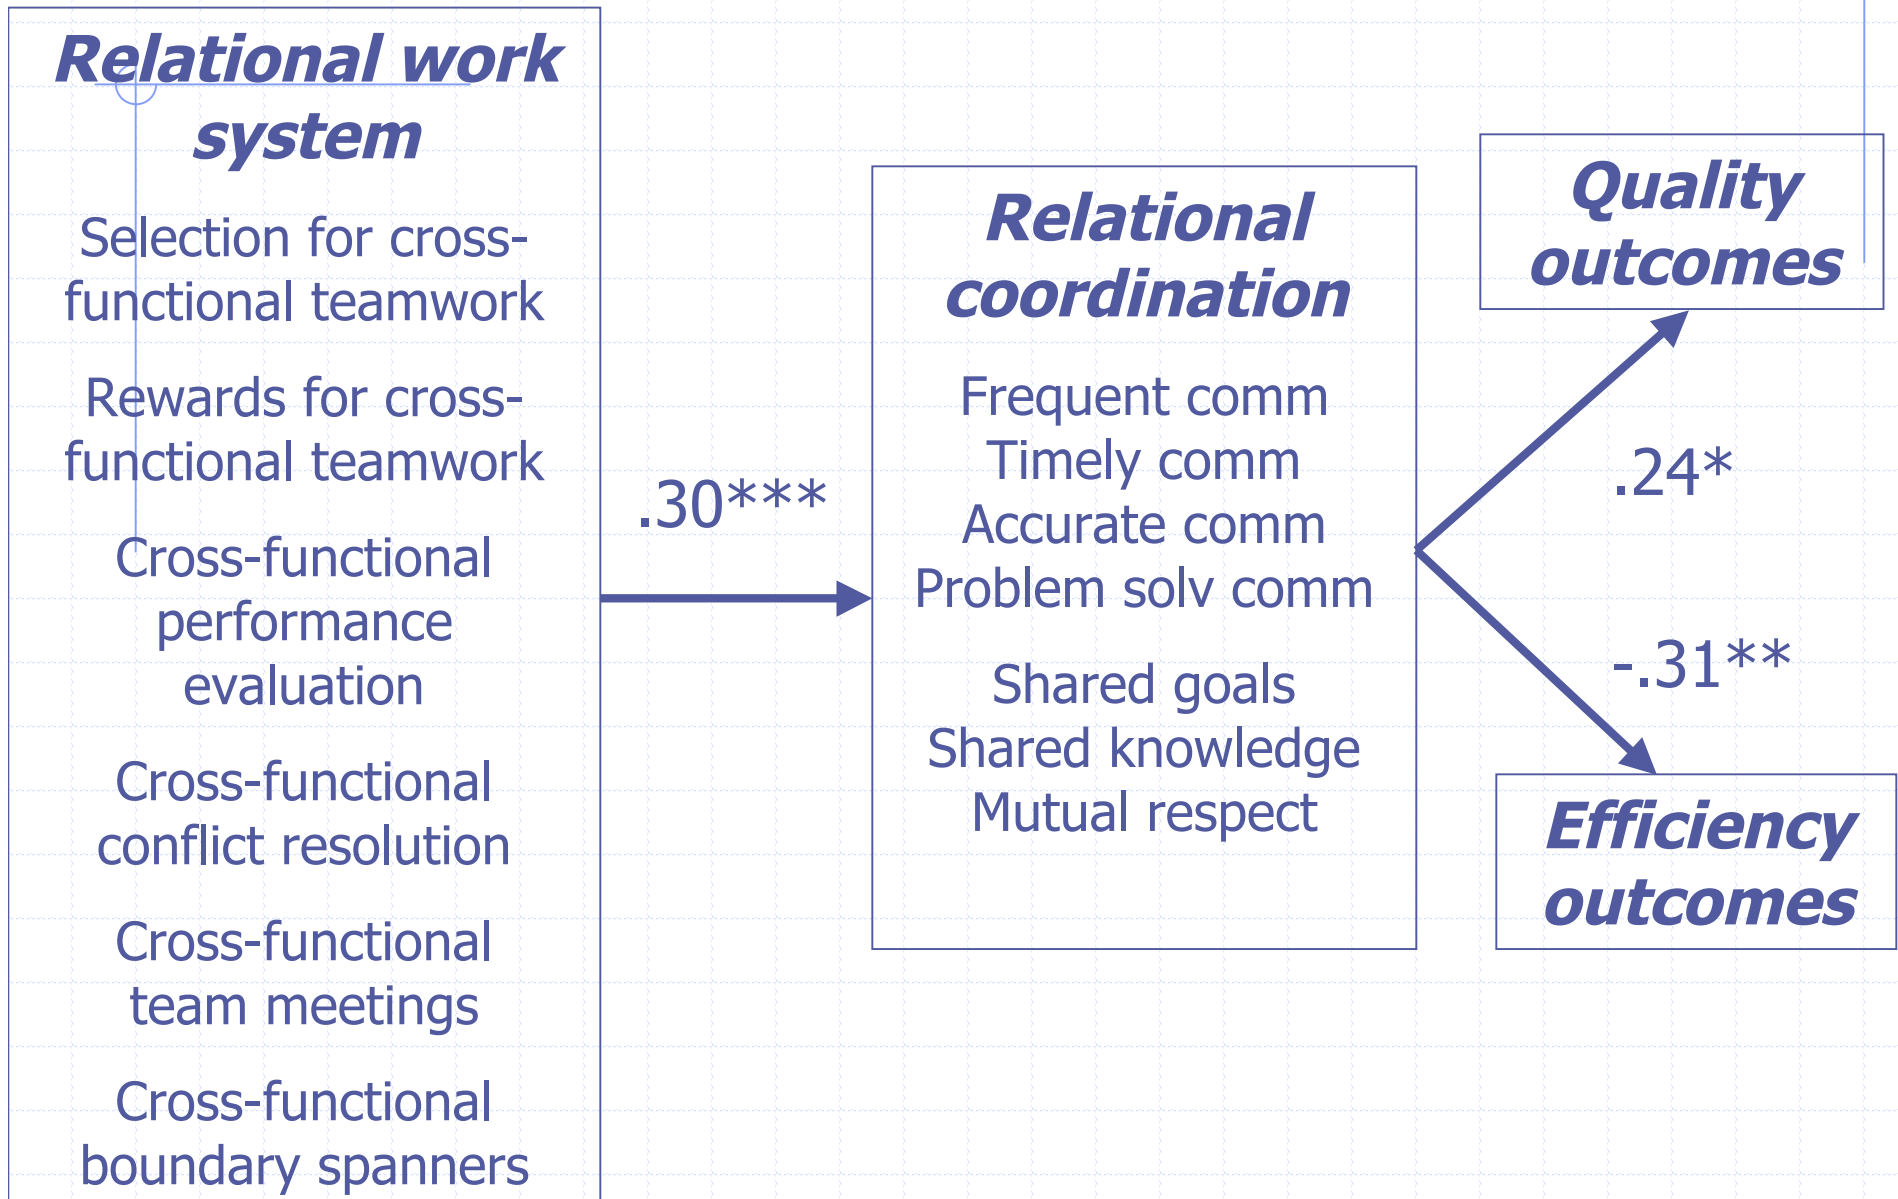 Relational work
system
Selection for cross-
functional teamwork
Rewards for cross-
functional teamwork
Cross-functional
performance
evaluation
Cross-functional
conflict resolution
Cross-functional
team meetings
Cross-functional
boundary spanners
.30***
Relational
coordination
Frequent comm
Timely comm
Accurate comm
Problem solv comm
Shared goals
Shared knowledge
Mutual respect
Quality
outcomes
.24*
-.31**
Efficiency
outcomes